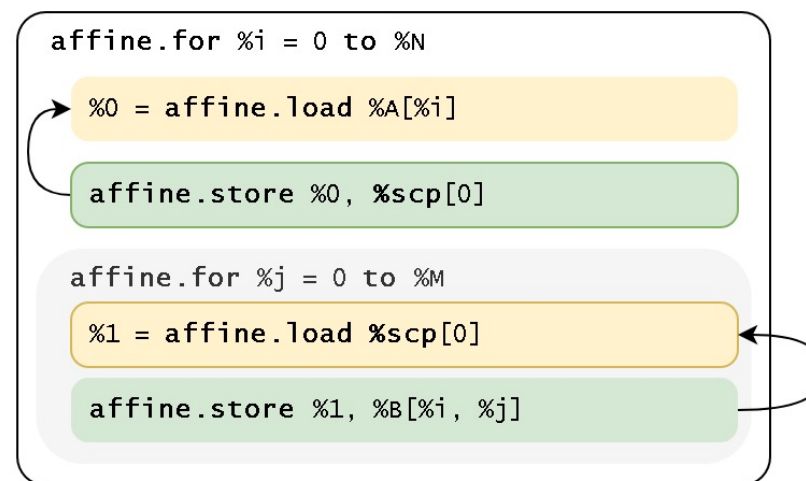 affine.for %i = 0 to %N
%0 = affine.load %A[%i]
affine.store %0, %scp[0]
affine.for %j = 0 to %M
%1 = affine.load %scp[0]
affine.store %1, %B[%i, %j]